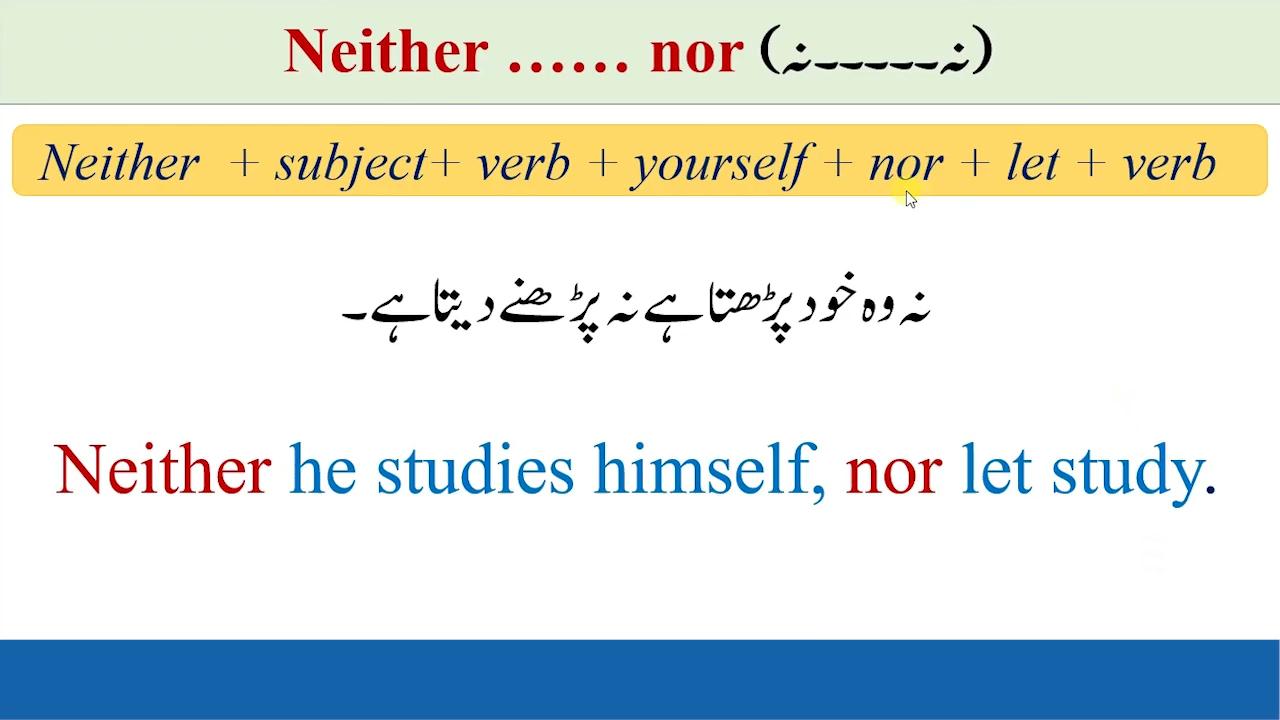 Neither …… nor (نہ-----نہ)
Neither + subject+ verb + yourself + nor + let + verb
نہ وہ خود پڑھتا ہے نہ پڑھنے دیتا ہے۔
Neither he studies himself, nor let study.